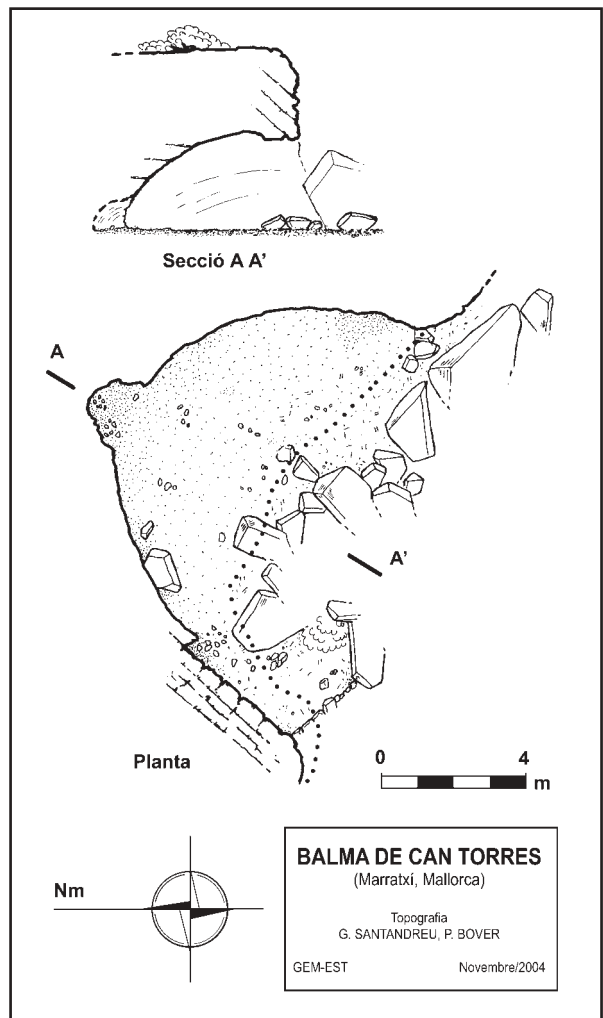 Secció A A'
A
A'
Planta
0 4
m
Nm
BALMA DE CAN TORRES
(Marratxí, Mallorca)
Topografia
G. SANTANDREU, P. BOVER
GEM-EST Novembre/2004